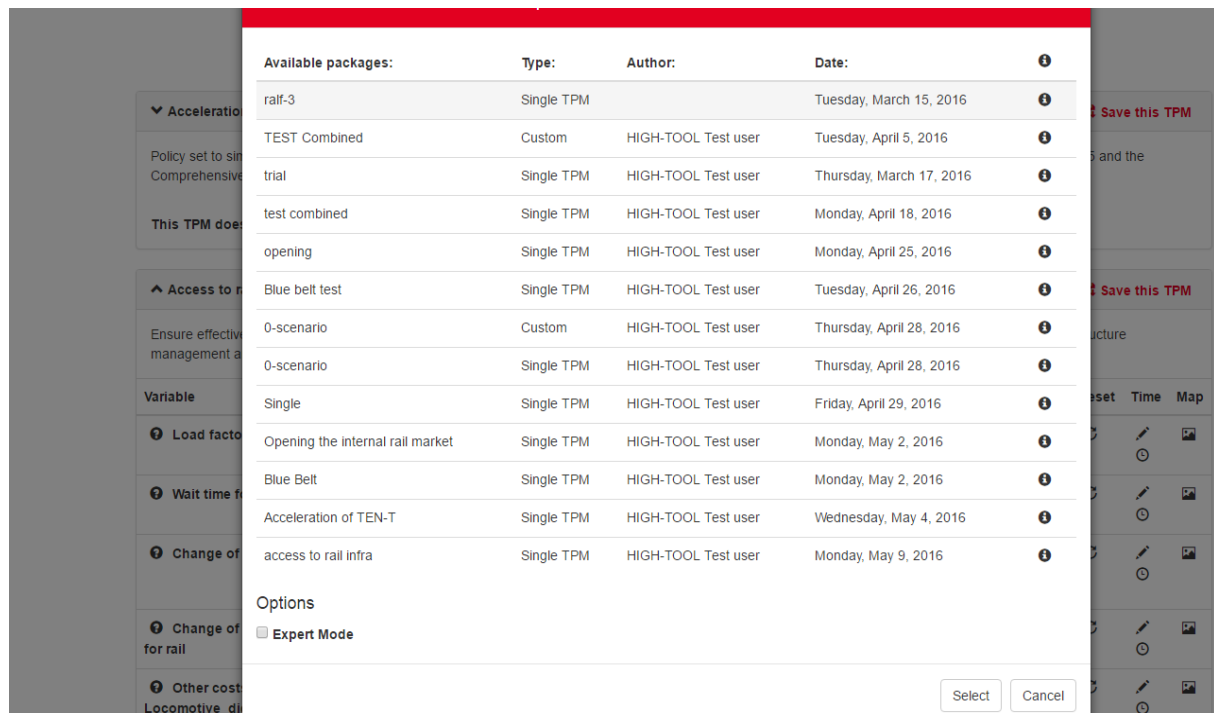 Available packages: Type: Author: Date:
ralf-3 Single TPM Tuesday, March 15, 2016
TEST Combined Custom HIGH-TOOL Test user Tuesday, April 5, 2016
trial Single TPM HIGH-TOOL Test user Thursday, March 17, 2016
test combined Single TPM HIGH-TOOL Test user Monday, April 18, 2016
opening Single TPM HIGH-TOOL Test user Monday, April 25, 2016
Blue belt test Single TPM HIGH-TOOL Test user Tuesday, April 26, 2016
0-scenario Custom HIGH-TOOL Test user Thursday, April 28, 2016
0-scenario Single TPM HIGH-TOOL Test user Thursday, April 28, 2016
Single Single TPM HIGH-TOOL Test user Friday, April 29, 2016
Opening the internal rail market Single TPM HIGH-TOOL Test user Monday, May 2, 2016
Blue Belt Single TPM HIGH-TOOL Test user Monday, May 2, 2016
Acceleration of TEN-T Single TPM HIGH-TOOL Test user Wednesday, May 4, 2016
access to rail infra Single TPM HIGH-TOOL Test user Monday, May 9, 2016
Options
Expert Mode
Select Cancel
Acceleratio Save this TPM
Policy set to sim 5 and the
Comprehensive
This TPM does
Access to r Save this TPM
Ensure effective ucture
management a
Variable eset Time Map
Load facto
Wait time f
Change of
Change of
for rail
Other cost
Locomotive_di